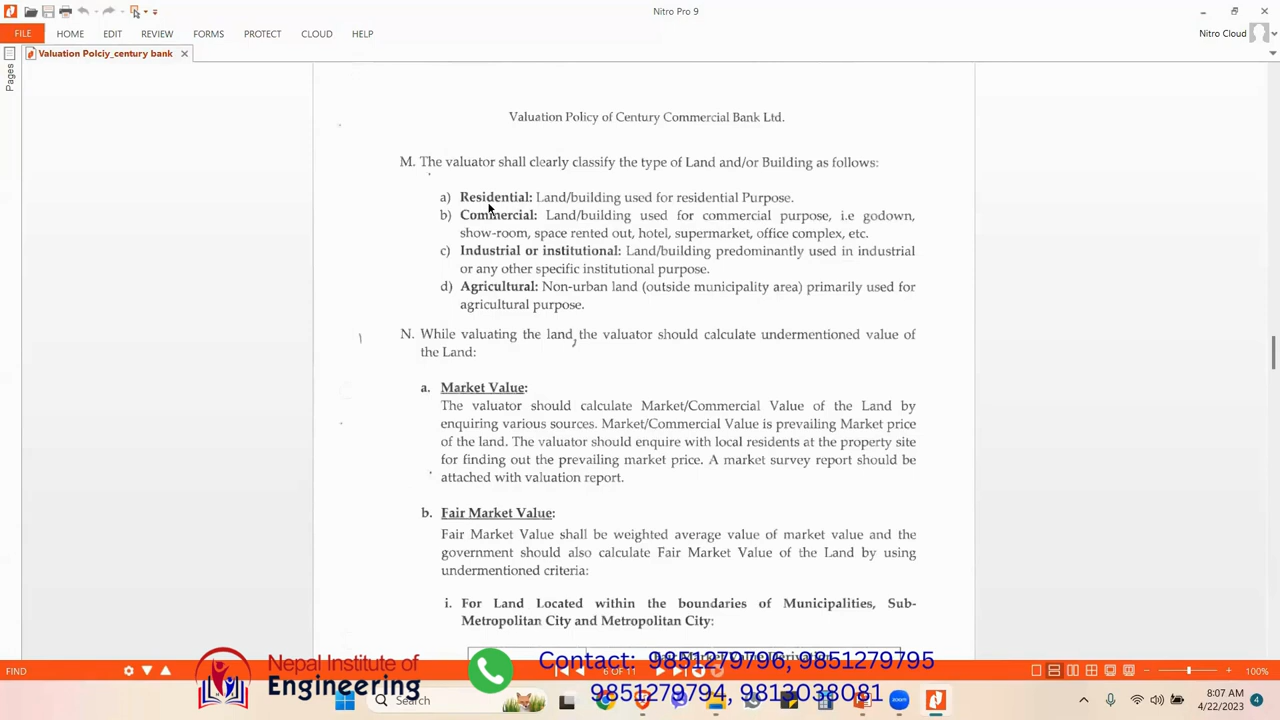 Nitro Pro 9
FILE HOME EDIT REVIEW FORMS PROTECT CLOUD HELP Nitro Cloud
Valuation Polciy_century bank
Pages
Valuation Policy of Century Commercial Bank Ltd.
M. The valuator shall clearly classify the type of Land and/or Building as follows:
a) Residential: Land/building used for residential Purpose.
b) Commercial: Land/building used for commercial purpose, i.e godown,
show-room, space rented out, hotel, supermarket, office complex, etc.
c) Industrial or institutional: Land/building predominantly used in industrial
or any other specific institutional purpose.
d) Agricultural: Non-urban land (outside municipality area) primarily used for
agricultural purpose.
N. While valuating the land, the valuator should calculate undermentioned value of
the Land:
a. Market Value:
The valuator should calculate Market/Commercial Value of the Land by
enquiring various sources. Market/Commercial Value is prevailing Market price
of the land. The valuator should enquire with local residents at the property site
for finding out the prevailing market price. A market survey report should be
attached with valuation report.
b. Fair Market Value:
Fair Market Value shall be weighted average value of market value and the
government should also calculate Fair Market Value of the Land by using
undermentioned criteria:
i. For Land Located within the boundaries of Municipalities, Sub-
Metropolitan City and Metropolitan City:
FIND
100%
Nepal Institute of
Engineering
Contact: 9851279796, 9851279795
Search
8:07 AM
4/22/2023
4